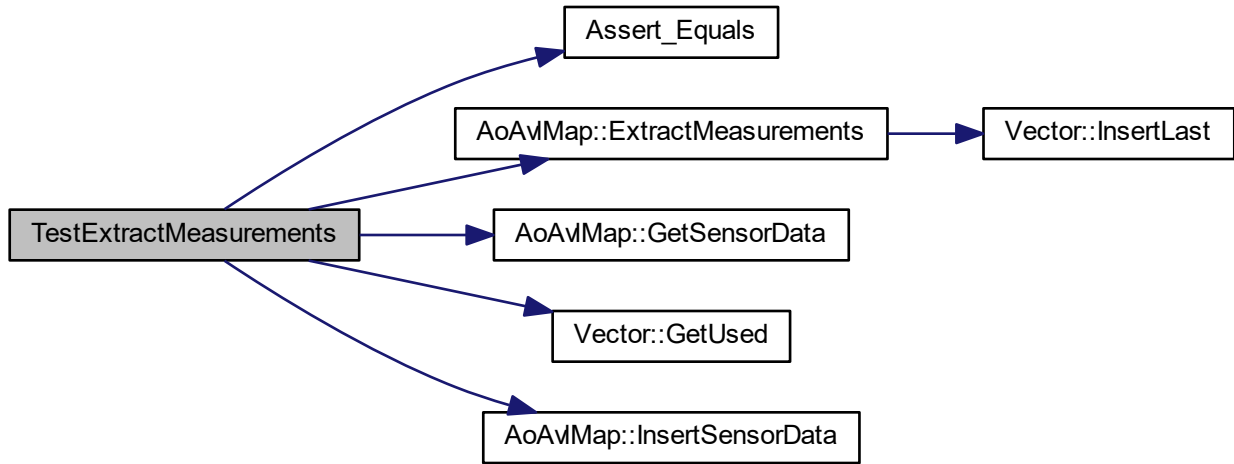 Assert_Equals
AoAvlMap::ExtractMeasurements
Vector::InsertLast
TestExtractMeasurements
AoAvlMap::GetSensorData
Vector::GetUsed
AoAvlMap::InsertSensorData